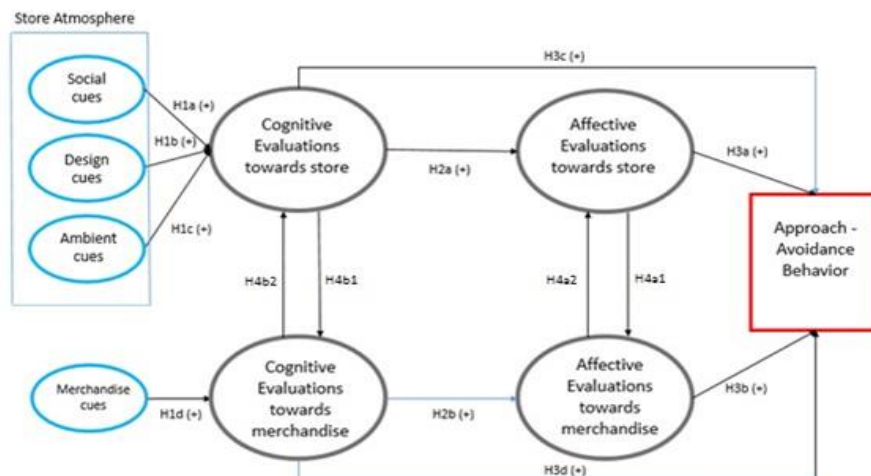 Store Atmosphere
Social
cues
Design
cues
Ambient
cues
H1a (+)
H1b (+)
H1c (+)
Cognitive
Evaluations
towards store
H2a (+)
Affective
Evaluations
towards store
H3c (+)
H3a (+)
Approach -
Avoidance
Behavior
H4b2
H4b1
H4a2
H4a1
Merchandise
cues
H1d (+)
Cognitive
Evaluations
towards
merchandise
H2b (+)
Affective
Evaluations
towards
merchandise
H3b (+)
H3d (+)